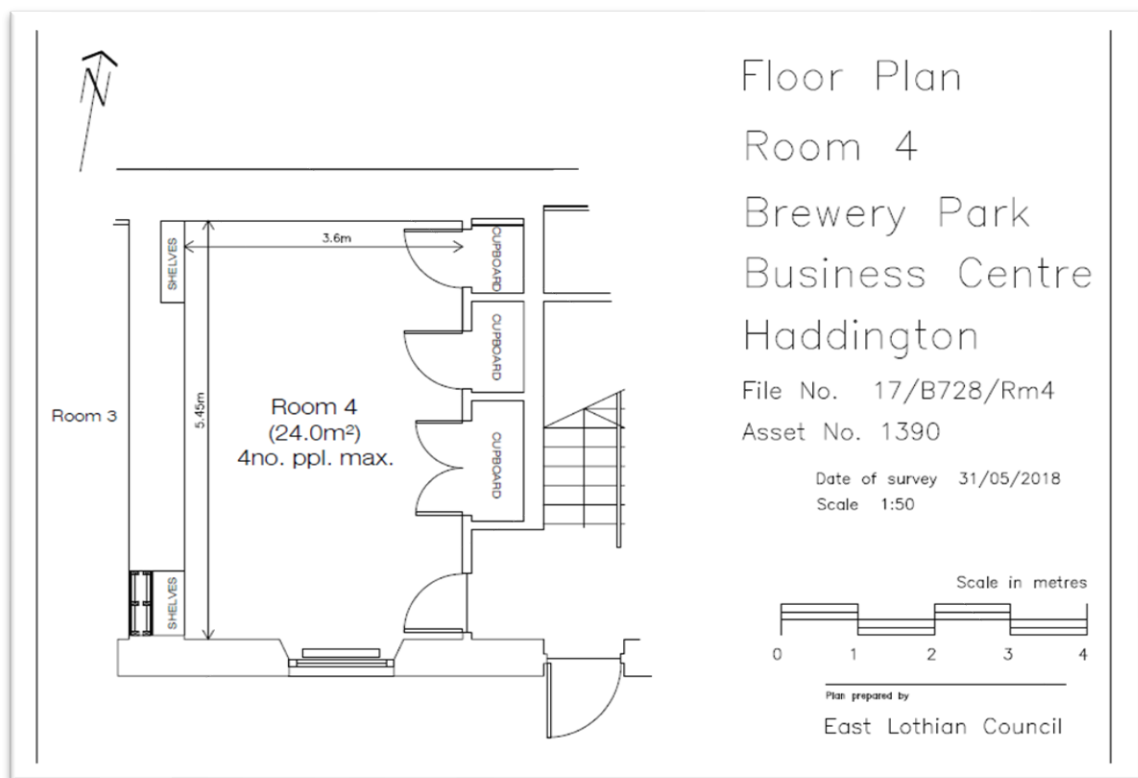 N
Floor Plan
Room 4
Brewery Park
Business Centre
Haddington
File No. 17/B728/Rm4
Asset No. 1390
Date of survey 31/05/2018
Scale 1:50
Scale in metres
0 1 2 3 4
Plan prepared by
East Lothian Council
SHELVES
3.6m
CUPBOARD
CUPBOARD
5.45m
Room 3
Room 4
(24.0m²)
4no. ppl. max.
CUPBOARD
SHELVES